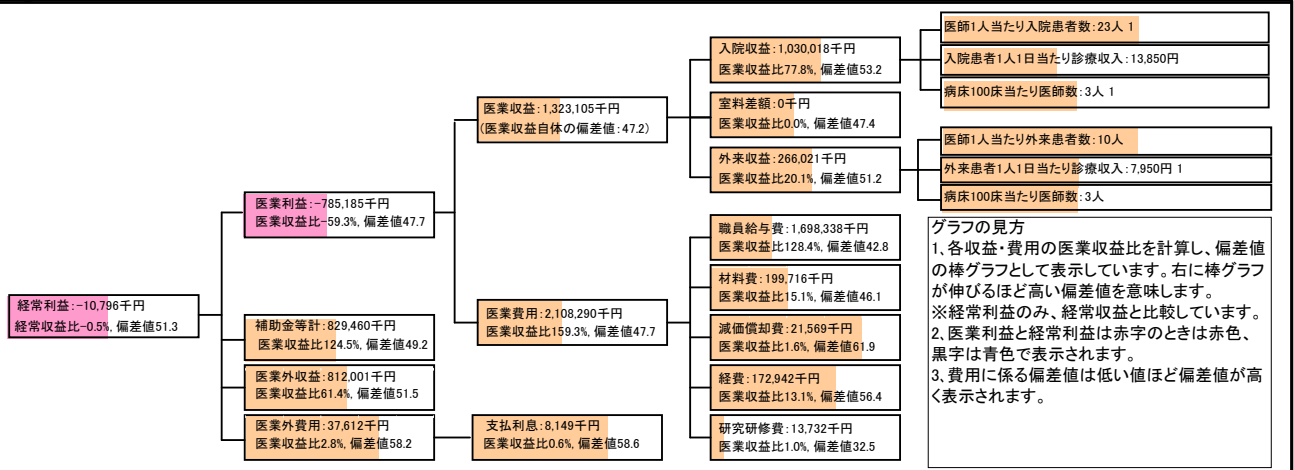 経常利益:-10,796千円
経常収益比-0.5%, 偏差値51.3
医業利益:-785,185千円
医業収益比-59.3%, 偏差値47.7
補助金等計:829,460千円
医業収益比124.5%, 偏差値49.2
医業外収益:812,001千円
医業収益比61.4%, 偏差値51.5
医業外費用:37,612千円
医業収益比2.8%, 偏差値58.2
医業収益:1,323,105千円
(医業収益自体の偏差値:47.2)
医業費用:2,108,290千円
医業収益比159.3%, 偏差値47.7
支払利息:8,149千円
医業収益比0.6%, 偏差値58.6
入院収益:1,030,018千円
医業収益比77.8%, 偏差値53.2
室料差額:0千円
医業収益比0.0%, 偏差値47.4
外来収益:266,021千円
医業収益比20.1%, 偏差値51.2
職員給与費:1,698,338千円
医業収益比128.4%, 偏差値42.8
材料費:199,716千円
医業収益比15.1%, 偏差値46.1
減価償却費:21,569千円
医業収益比1.6%, 偏差値61.9
経費:172,942千円
医業収益比13.1%, 偏差値56.4
研究研修費:13,732千円
医業収益比1.0%, 偏差値32.5
医師1人当たり入院患者数:23人 1
入院患者1人1日当たり診療収入:13,850円
病床100床当たり医師数:3人 1
医師1人当たり外来患者数:10人
外来患者1人1日当たり診療収入:7,950円 1
病床100床当たり医師数:3人
グラフの見方
1、各収益・費用の医業収益比を計算し、偏差値
の棒グラフとして表示しています。右に棒グラフ
が伸びるほど高い偏差値を意味します。
※経常利益のみ、経常収益と比較しています。
2、医業利益と経常利益は赤字のときは赤色、
黒字は青色で表示されます。
3、費用に係る偏差値は低い値ほど偏差値が高
く表示されます。